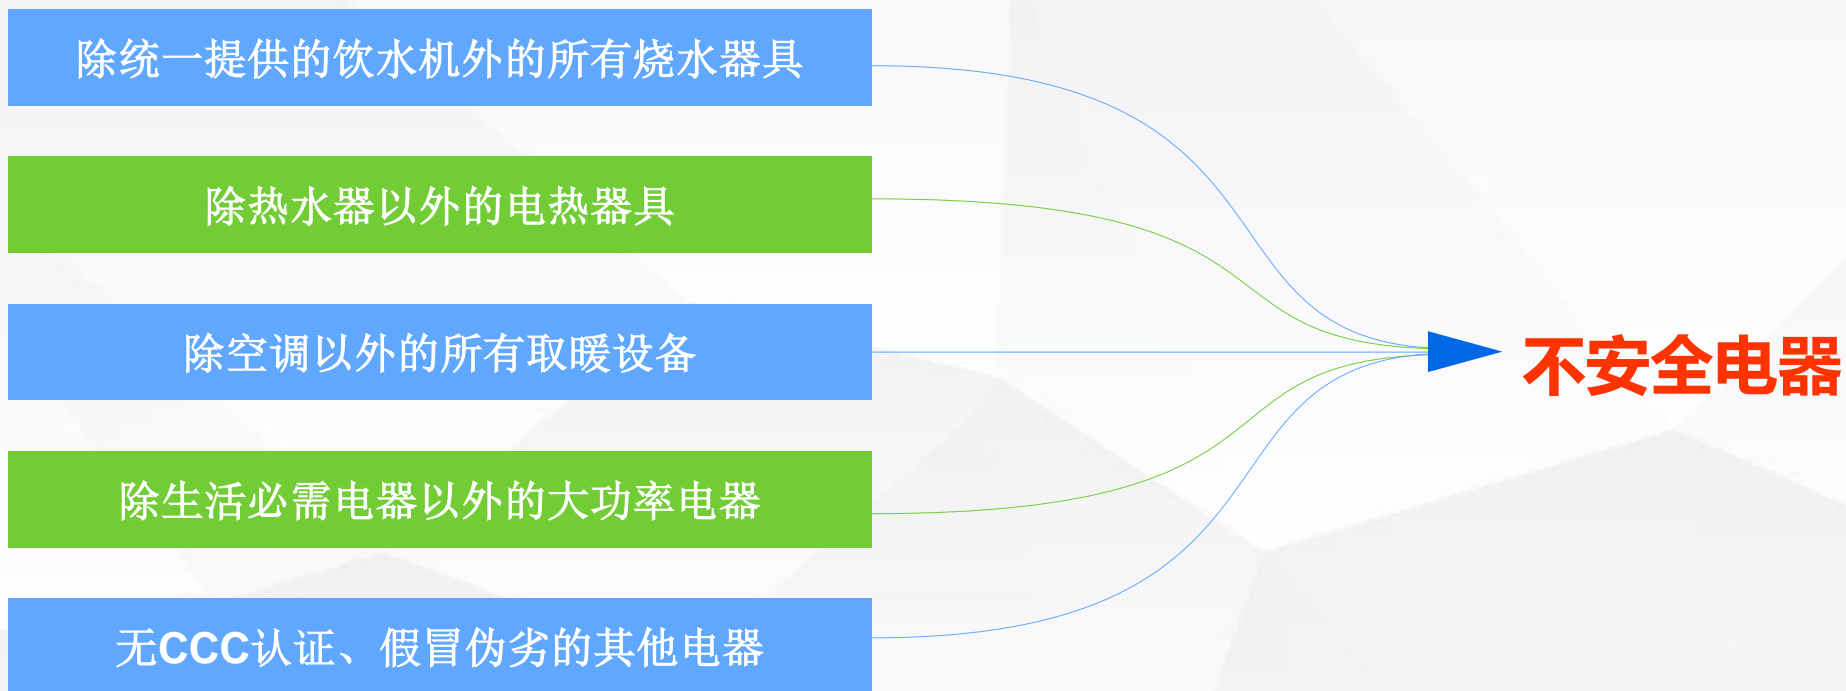 除统一提供的饮水机外的所有烧水器具
除热水器以外的电热器具
除空调以外的所有取暖设备
除生活必需电器以外的大功率电器
无CCC认证、假冒伪劣的其他电器
不安全电器